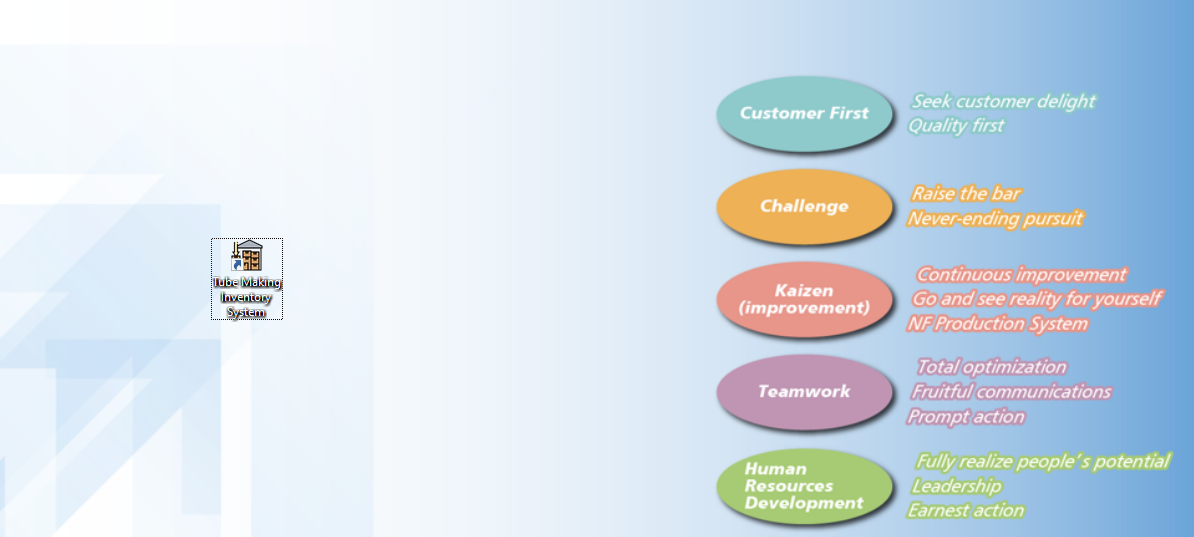 Customer First
Seek customer delight
Quality first
Challenge
Raise the bar
Never-ending pursuit
Tube Making
Inventory
System
Kaizen
(improvement)
Continuous improvement
Go and see reality for yourself
NF Production System
Teamwork
Total optimization
Fruitful communications
Prompt action
Human
Resources
Development
Fully realize people's potential
Leadership
Earnest action